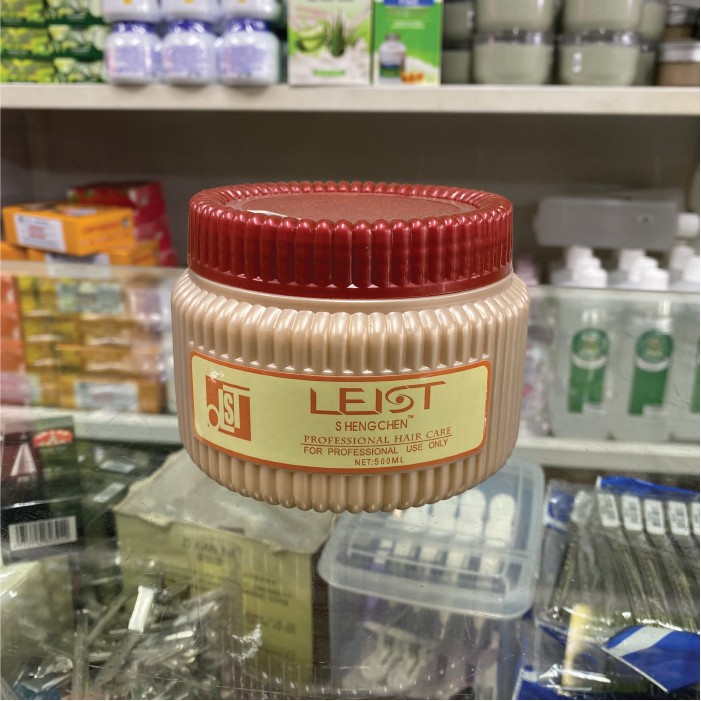 LEIST
SHENGCHEN™
PROFESSIONAL HAIR CARE
FOR PROFESSIONAL USE ONLY
NET:500ML